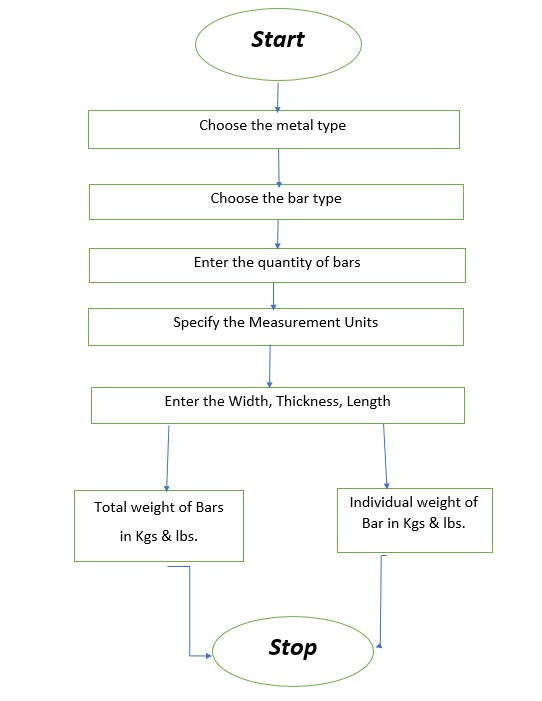 Start
Choose the metal type
Choose the bar type
Enter the quantity of bars
Specify the Measurement Units
Enter the Width, Thickness, Length
Total weight of Bars
in Kgs & lbs.
Individual weight of
Bar in Kgs & lbs.
Stop